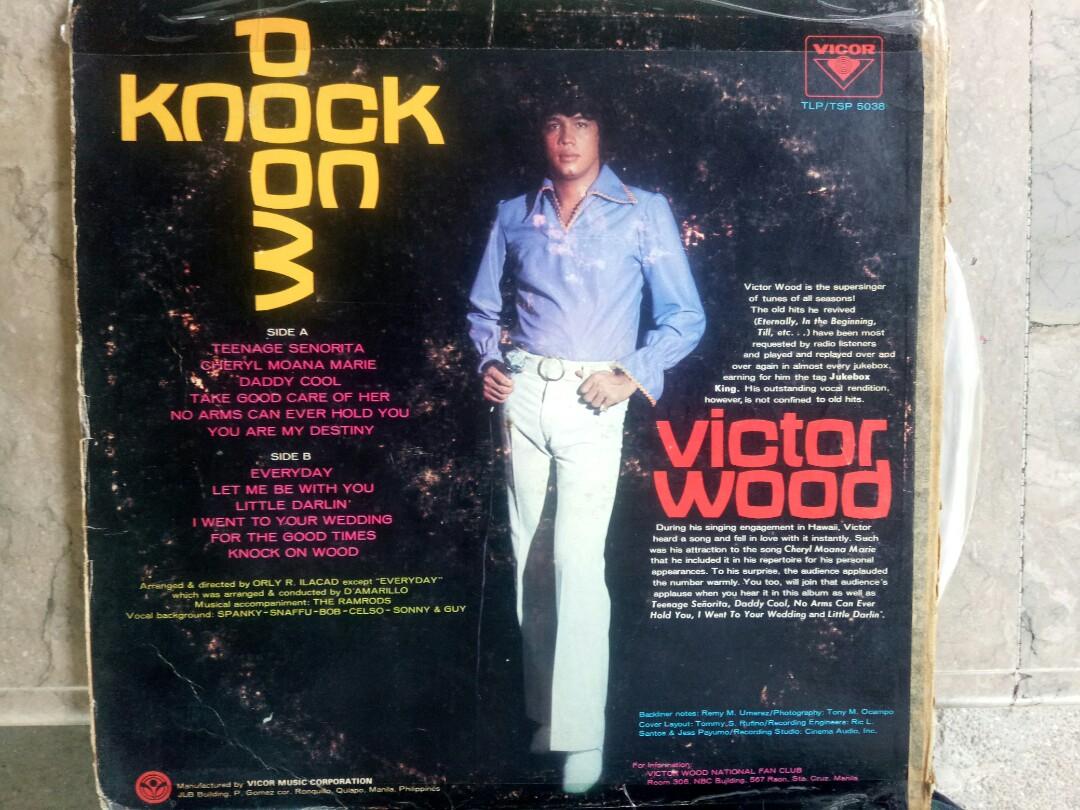 knock
on
wood
VICOR
TLP/TSP 5038
SIDE A
TEENAGE SENORITA
CHERYL MOANA MARIE
DADDY COOL
TAKE GOOD CARE OF HER
NO ARMS CAN EVER HOLD YOU
YOU ARE MY DESTINY
SIDE B
EVERYDAY
LET ME BE WITH YOU
LITTLE DARLIN'
I WENT TO YOUR WEDDING
FOR THE GOOD TIMES
KNOCK ON WOOD
Arranged & directed by ORLY R. ILACAD except "EVERYDAY"
which was arranged & conducted by D'AMARILLO
Musical accompaniment: THE RAMRODS
Vocal background: SPANKY-SNAFFU-BOB-CELSO-SONNY & GUY
Victor Wood is the supersinger
of tunes of all seasons!
The old hits he revived
(Eternally, In the Beginning,
Till, etc. . .) have been most
requested by radio listeners
and played and replayed over and
over again in almost every jukebox,
earning for him the tag Jukebox
King. His outstanding vocal rendition,
however, is not confined to old hits.
victor
wood
During his singing engagement in Hawaii, Victor
heard a song and fell in love with it instantly. Such
was his attraction to the song Cheryl Moana Marie
that he included it in his repertoire for his personal
appearances. To his surprise, the audience applauded
the number warmly. You too, will join that audience's
applause when you hear it in this album as well as
Teenage Señorita, Daddy Cool, No Arms Can Ever
Hold You, I Went To Your Wedding and Little Darlin'.
Backliner notes: Remy M. Umerez/Photography: Tony M. Ocampo
Cover Layout: Tommy S. Rufino/Recording Engineers: Ric L.
Santos & Jess Payumo/Recording Studio: Cinema Audio, Inc.
For Information:
VICTOR WOOD NATIONAL FAN CLUB
Room 306, NBC Building, 567 Raon, Sta. Cruz, Manila
Manufactured by VICOR MUSIC CORPORATION
JLB Building, P. Gomez cor. Ronquillo, Quiapo, Manila, Philippines